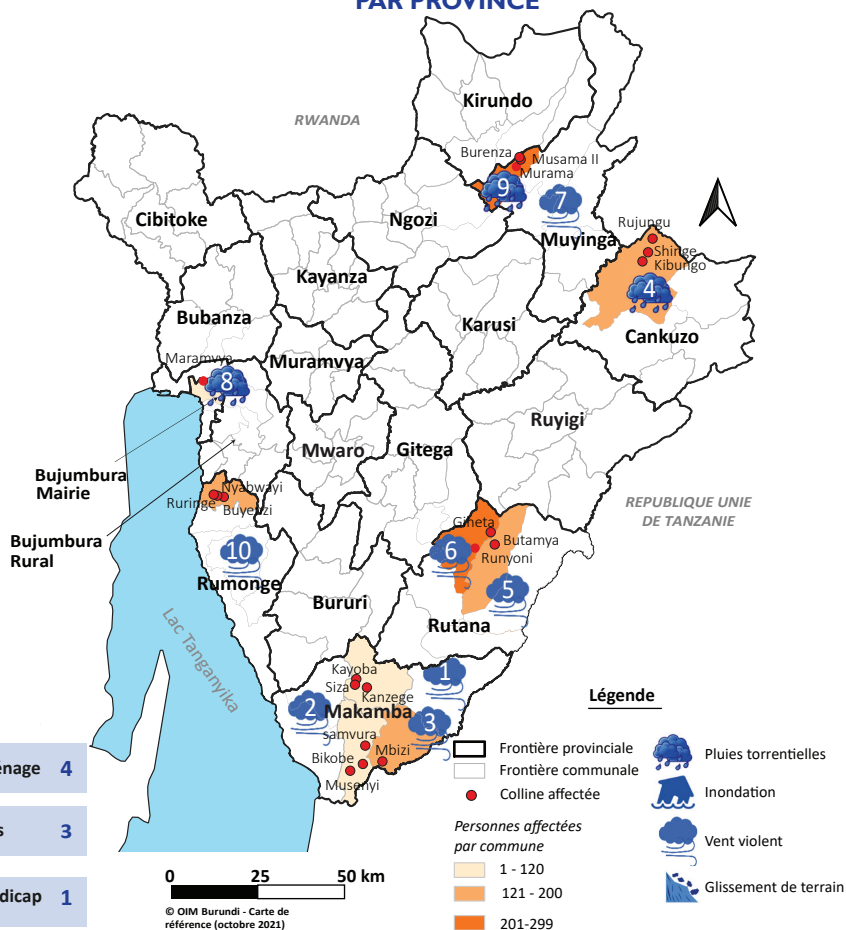 PAR PROVINCE
Kirundo
RWANDA
Burenza
Musama II
Murama
9
7
Cibitoke
Ngozi
Rujungu
Muyinga
Shinge
Kibungo
Kayanza
4
Bubanza
Karusi
Cankuzo
Maramvya
Muramvya
8
Ruyigi
Mwaro
Gitega
Bujumbura
Mairie
Nyabwayi
Ruringe
Buyenzi
REPUBLIQUE UNIE
DE TANZANIE
Giheta
Butamya
Runyoni
Bujumbura
Rural
10
6
5
Rumonge
Bururi
Rutana
Lac Tanganyika
Kayoba
Siza
Kanzege
1
2
Makamba
3
samvura
Mbizi
Bikobe
Musenyi
énage 4
s 3
dicap 1
Légende
Frontière provinciale
Frontière communale
Colline affectée
Personnes affectées
par commune
1 - 120
121 - 200
201-299
Pluies torrentielles
Inondation
Vent violent
Glissement de terrain
0 25 50 km
© OIM Burundi - Carte de
référence (octobre 2021)